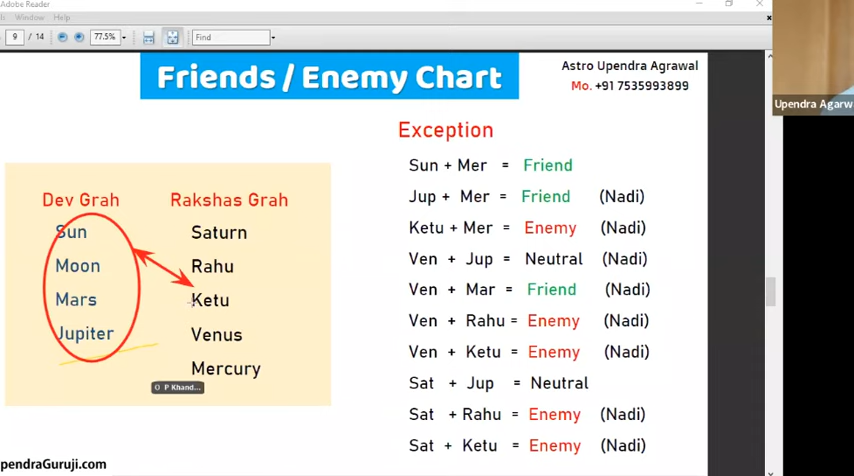 Adobe Reader
Window Help
9 / 14 77.5% Find
Friends / Enemy Chart
Astro Upendra Agrawal
Mo. +91 7535993899
Upendra Agarw
Exception
Sun + Mer = Friend
Jup + Mer = Friend (Nadi)
Ketu + Mer = Enemy (Nadi)
Ven + Jup = Neutral (Nadi)
Ven + Mar = Friend (Nadi)
Ven + Rahu = Enemy (Nadi)
Ven + Ketu = Enemy (Nadi)
Sat + Jup = Neutral
Sat + Rahu = Enemy (Nadi)
Sat + Ketu = Enemy (Nadi)
Dev Grah Rakshas Grah
Sun Saturn
Moon Rahu
Mars Ketu
Jupiter Venus
Mercury
O P Khand...
pendraGuruji.com